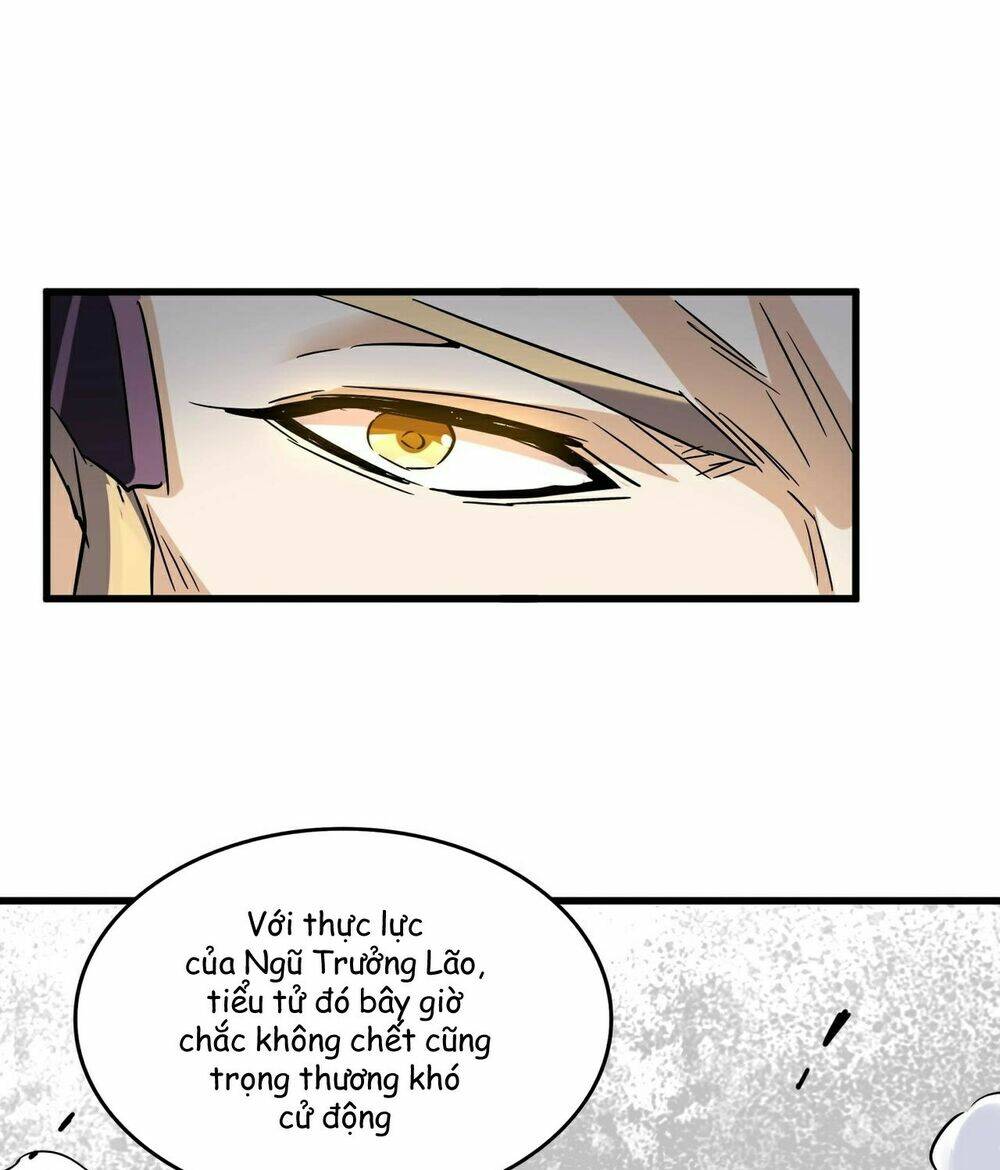 Với thực lực
của Ngũ Trưởng Lão,
tiểu tử đó bây giờ
chắc không chết cũng
trọng thương khó
cử động